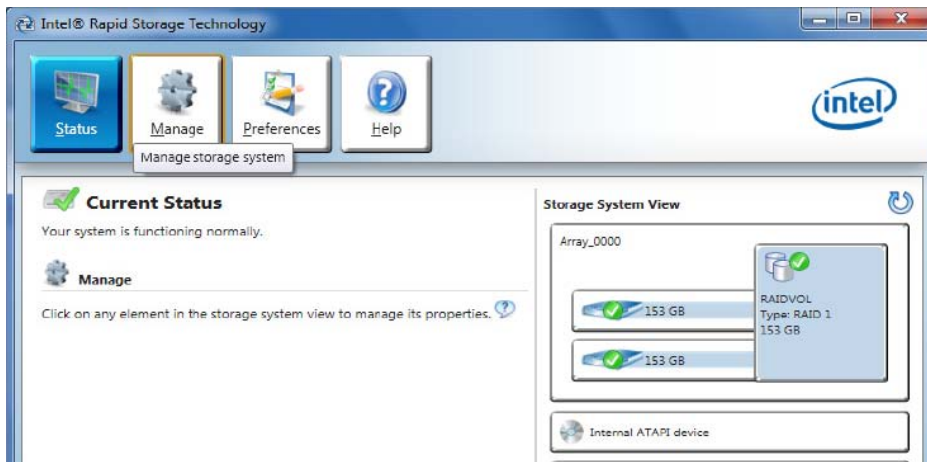 Intel® Rapid Storage Technology
Status
Manage
Preferences
Help
intel
Manage storage system
Current Status
Your system is functioning normally.
Manage
Click on any element in the storage system view to manage its properties.
Storage System View
Array_0000
153 GB
153 GB
RAIDVOL
Type: RAID 1
153 GB
Internal ATAPI device